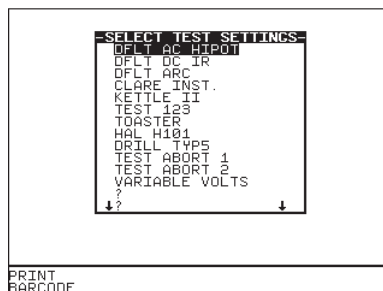 -SELECT TEST SETTINGS-
DFLT AC HIPOT
DFLT DC IR
DFLT ARC
CLARE INST.
KETTLE II
TEST 123
TOASTER
HAL H101
DRILL TYP5
TEST ABORT 1
TEST ABORT 2
VARIABLE VOLTS
?
↓? ↓
PRINT
BARCODE